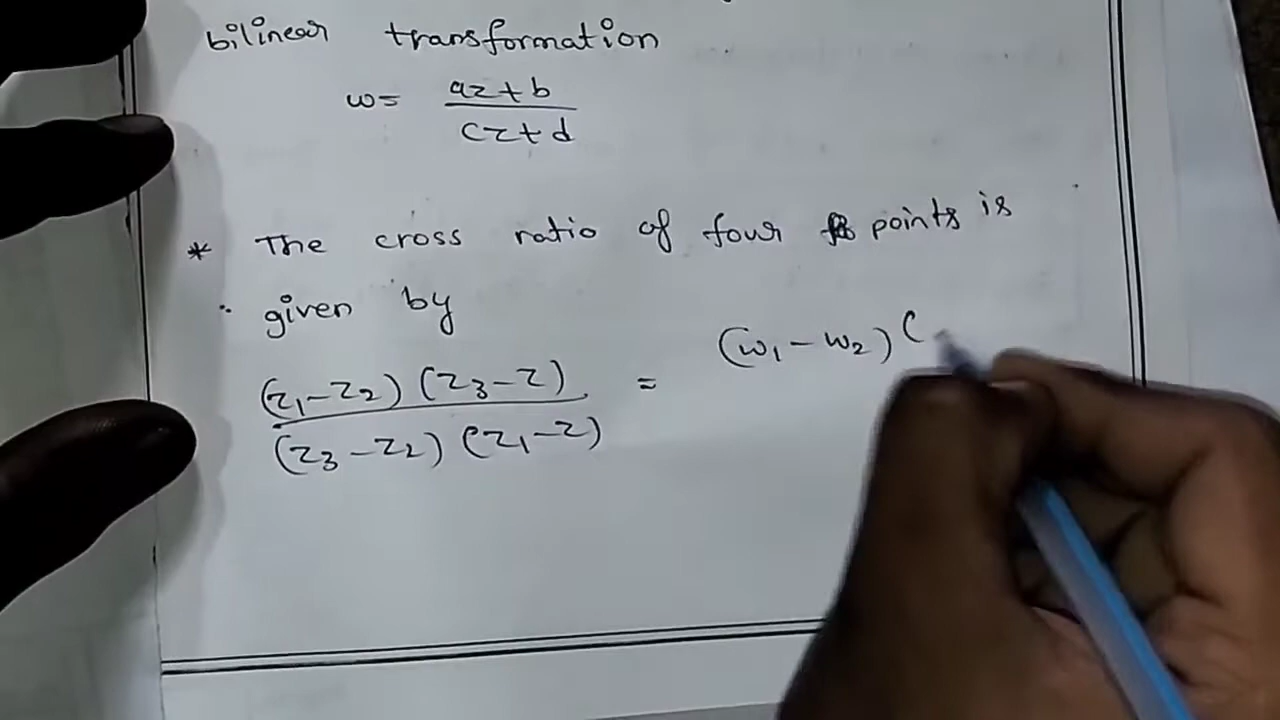 bilinear transformation
w= az+b
cz+d
* The cross ratio of four points is
given by
(z₁-z₂) (z₃-z) = (w₁-w₂) (
(z₃-z₂) (z₁-z)